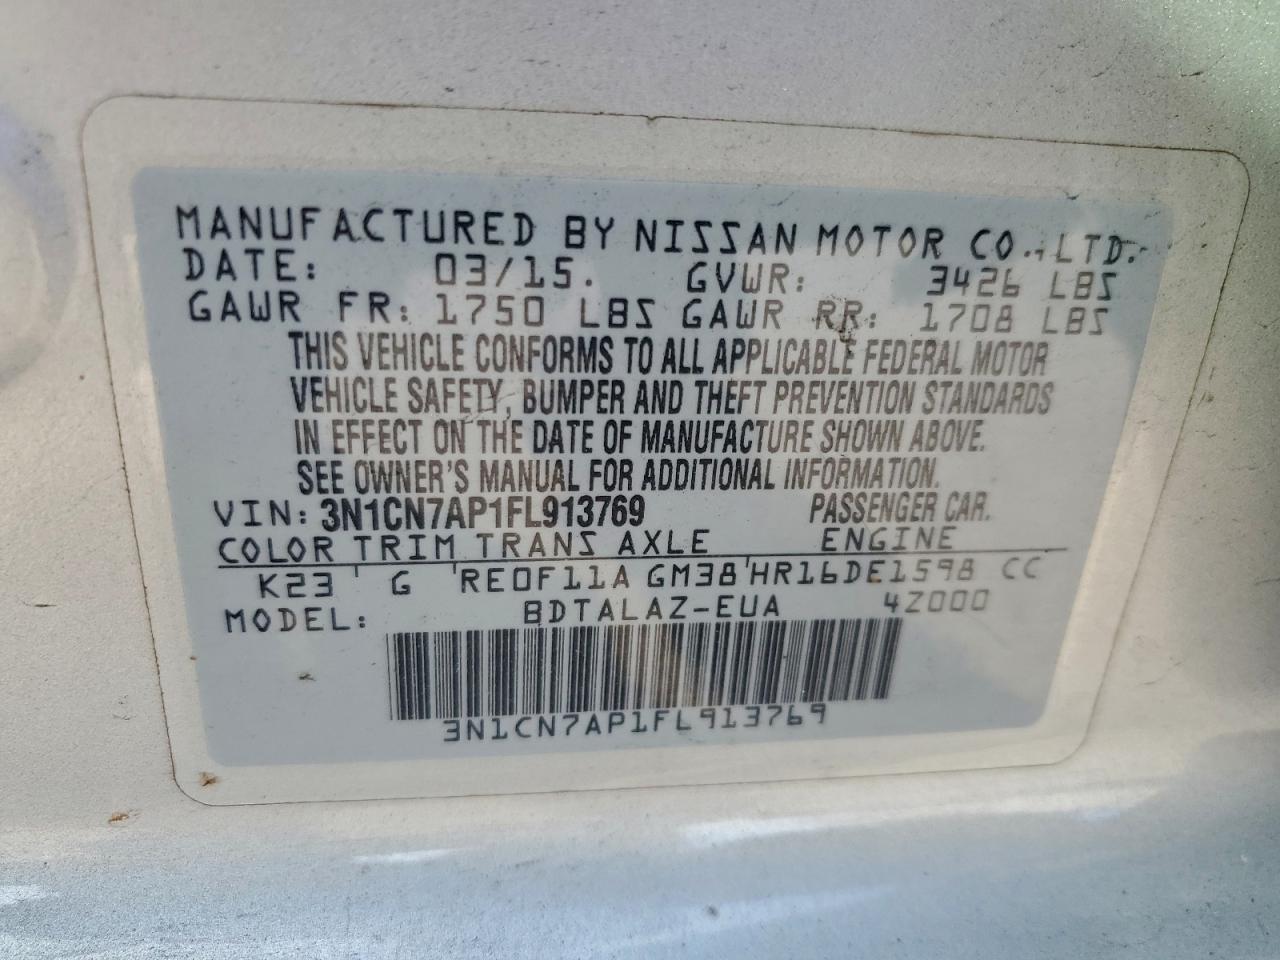 MANUFACTURED BY NISSAN MOTOR CO., LTD.
DATE: 03/15. GVWR: 3426 LBS
GAWR FR: 1750 LBS GAWR RR: 1708 LBS
THIS VEHICLE CONFORMS TO ALL APPLICABLE FEDERAL MOTOR
VEHICLE SAFETY, BUMPER AND THEFT PREVENTION STANDARDS
IN EFFECT ON THE DATE OF MANUFACTURE SHOWN ABOVE.
SEE OWNER'S MANUAL FOR ADDITIONAL INFORMATION.
VIN: 3N1CN7AP1FL913769 PASSENGER CAR.
COLOR TRIM TRANS AXLE ENGINE
K23 G RE0F11A GM38 HR16DE1598 CC
MODEL: BDTALAZ-EUA 4Z000
3N1CN7AP1FL913769